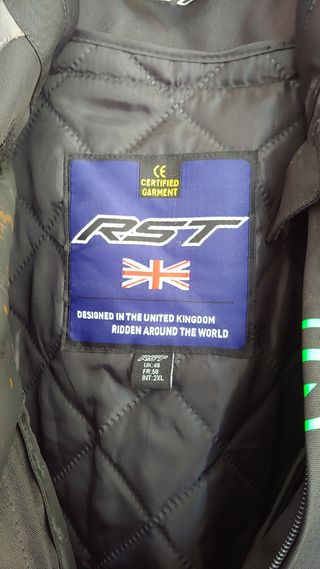 CE
CERTIFIED
GARMENT
RST
DESIGNED IN THE UNITED KINGDOM
RIDDEN AROUND THE WORLD
RST
UK:48
FR:58
INT:2XL